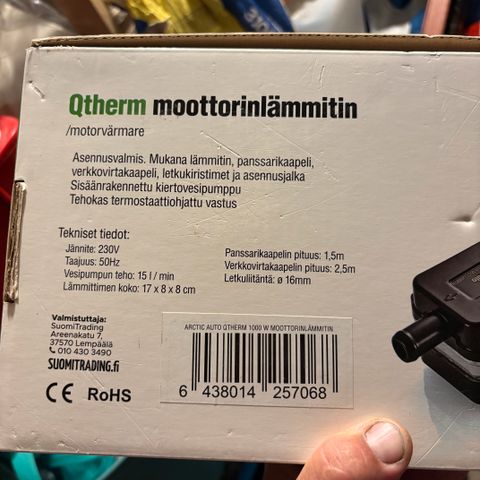 Qtherm moottorinlämmitin
/motorvärmare
Asennusvalmis. Mukana lämmitin, panssarikaapeli,
verkkovirtakaapeli, letkukiristimet ja asennusjalka
Sisäänrakennettu kiertovesipumppu
Tehokas termostaattiohjattu vastus
Tekniset tiedot:
Jännite: 230V
Taajuus: 50Hz
Vesipumpun teho: 15 l / min
Lämmittimen koko: 17 x 8 x 8 cm
Panssarikaapelin pituus: 1,5m
Verkkovirtakaapelin pituus: 2,5m
Letkuliitäntä: ø 16mm
Valmistuttaja:
SuomiTrading
Areenakatu 7,
37570 Lempäälä
010 430 3490
SUOMITRADING.fi
CE RoHS
ARCTIC AUTO QTHERM 1000 W MOOTTORINLÄMMITIN
6 438014 257068